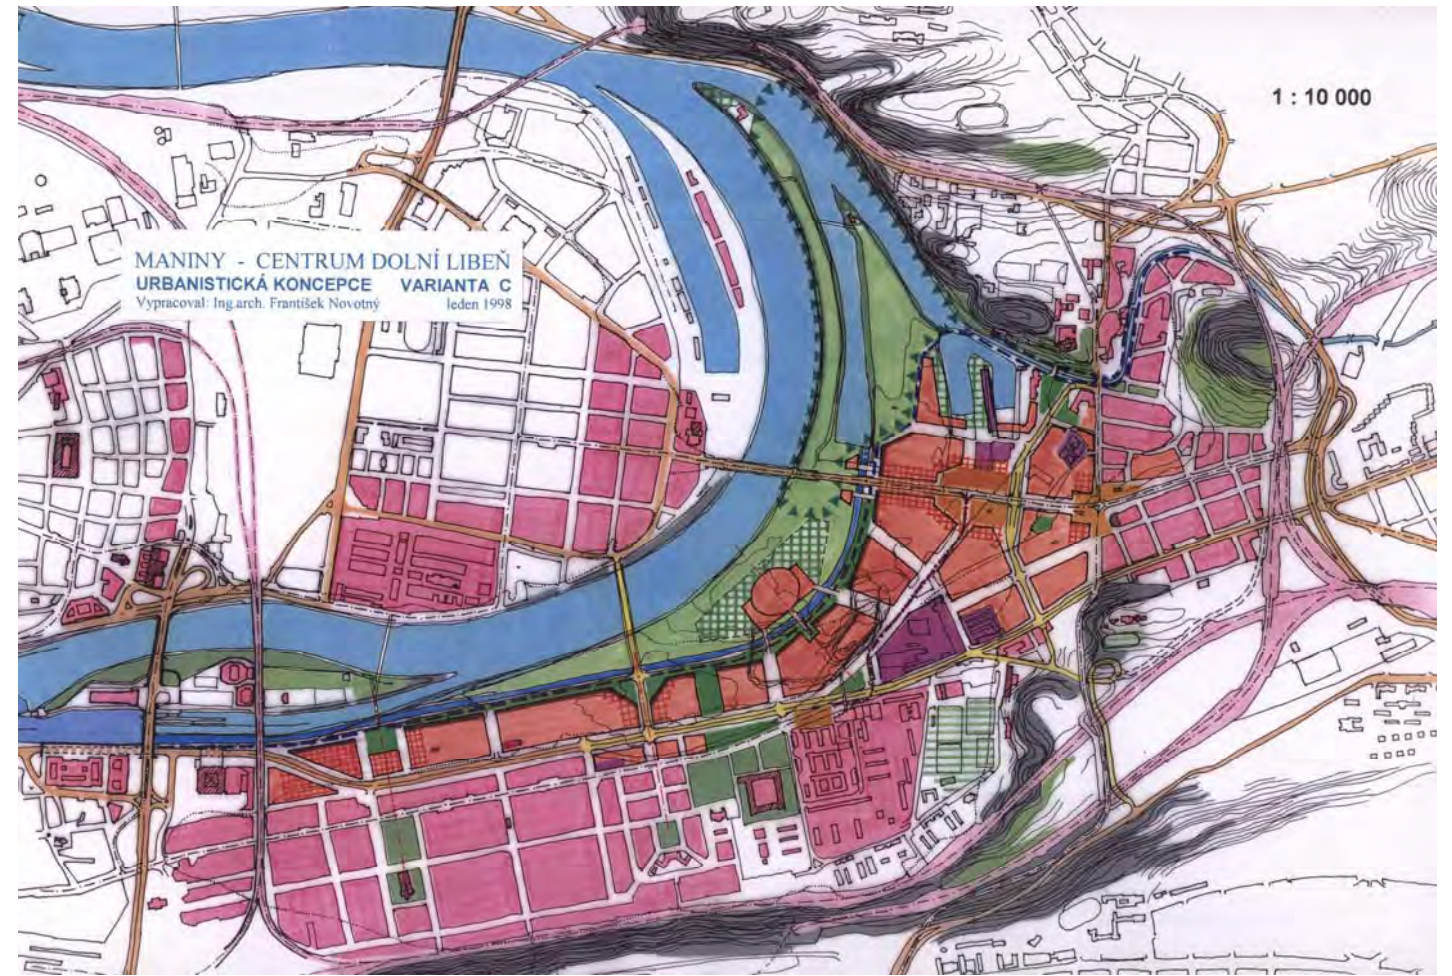 1 : 10 000
MANINY - CENTRUM DOLNÍ LIBEŇ
URBANISTICKÁ KONCEPCE VARIANTA C
Vypracoval: Ing.arch. František Novotný leden 1998